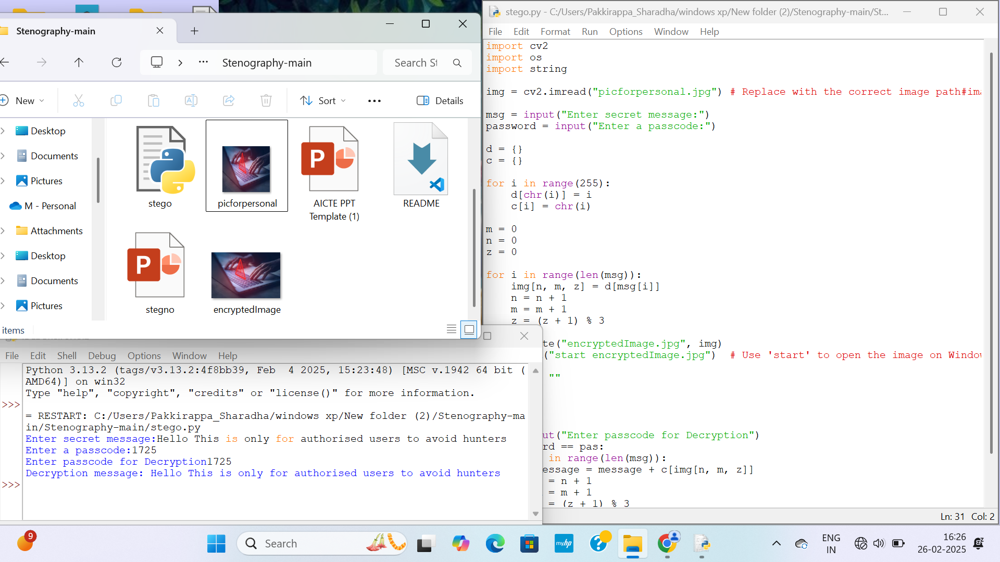 Stenography-main
Stenography-main
Search St
New
Sort
Details
Desktop
Documents
Pictures
M - Personal
Attachments
Desktop
Documents
Pictures
stego
picforpersonal
AICTE PPT
Template (1)
README
stegno
encryptedImage
items
stego.py - C:/Users/Pakkirappa_Sharadha/windows xp/New folder (2)/Stenography-main/St...
File Edit Format Run Options Window Help
import cv2
import os
import string
img = cv2.imread("picforpersonal.jpg") # Replace with the correct image path#ima
msg = input("Enter secret message:")
password = input("Enter a passcode:")
d = {}
c = {}
for i in range(255):
    d[chr(i)] = i
    c[i] = chr(i)
m = 0
n = 0
z = 0
for i in range(len(msg)):
    img[n, m, z] = d[msg[i]]
    n = n + 1
    m = m + 1
    z = (z + 1) % 3
te("encryptedImage.jpg", img)
("start encryptedImage.jpg")  # Use 'start' to open the image on Window
""
ut("Enter passcode for Decryption")
rd == pas:
in range(len(msg)):
essage = message + c[img[n, m, z]]
= n + 1
= m + 1
= (z + 1) % 3
Ln: 31 Col: 2
File Edit Shell Debug Options Window Help
Python 3.13.2 (tags/v3.13.2:4f8bb39, Feb  4 2025, 15:23:48) [MSC v.1942 64 bit (
AMD64)] on win32
Type "help", "copyright", "credits" or "license()" for more information.
>>>
= RESTART: C:/Users/Pakkirappa_Sharadha/windows xp/New folder (2)/Stenography-ma
in/Stenography-main/stego.py
Enter secret message:Hello This is only for authorised users to avoid hunters
Enter a passcode:1725
Enter passcode for Decryption1725
Decryption message: Hello This is only for authorised users to avoid hunters
>>>
9
Search
myhp
ENG
IN
16:26
26-02-2025